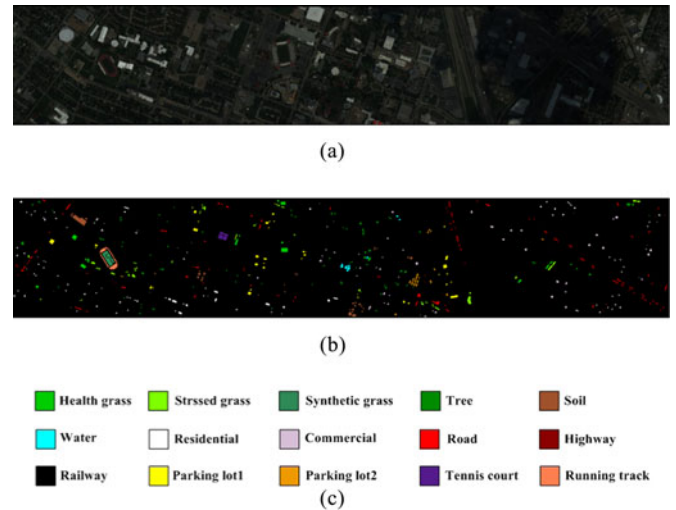 (a)
(b)
Health grass Strssed grass Synthetic grass Tree Soil
Water Residential Commercial Road Highway
Railway Parking lot1 Parking lot2 Tennis court Running track
(c)